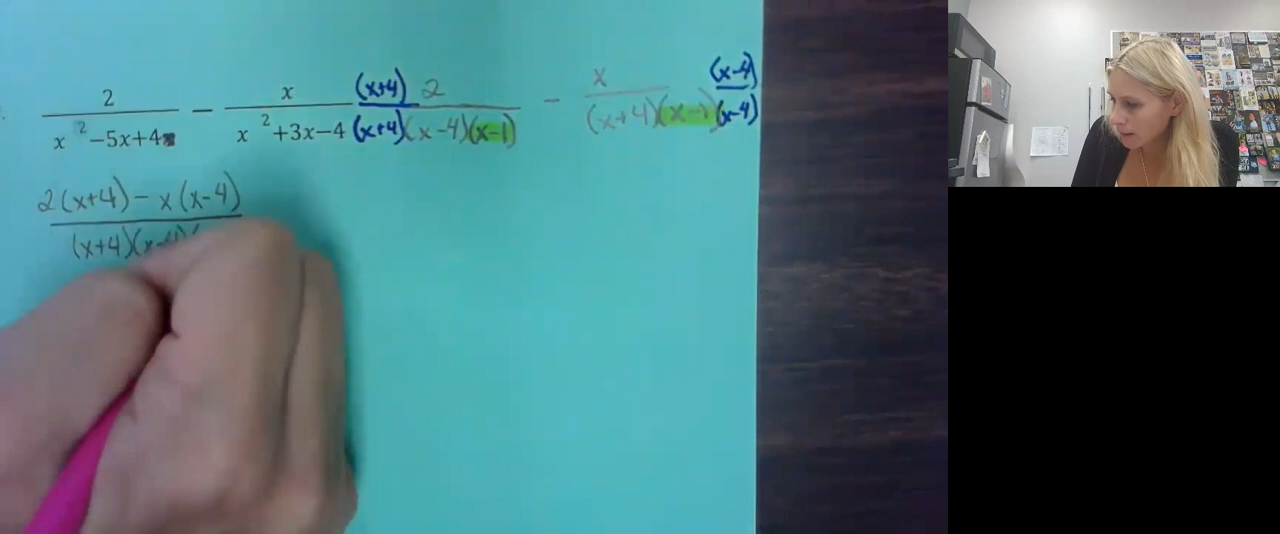 2/(x²−5x+4) − x/(x²+3x−4) (x+4)/(x+4) 2/((x−4)(x−1)) − x/((x+4)(x−1)) (x−4)/(x−4)
2(x+4) − x(x−4)
(x+4)(x−4)(